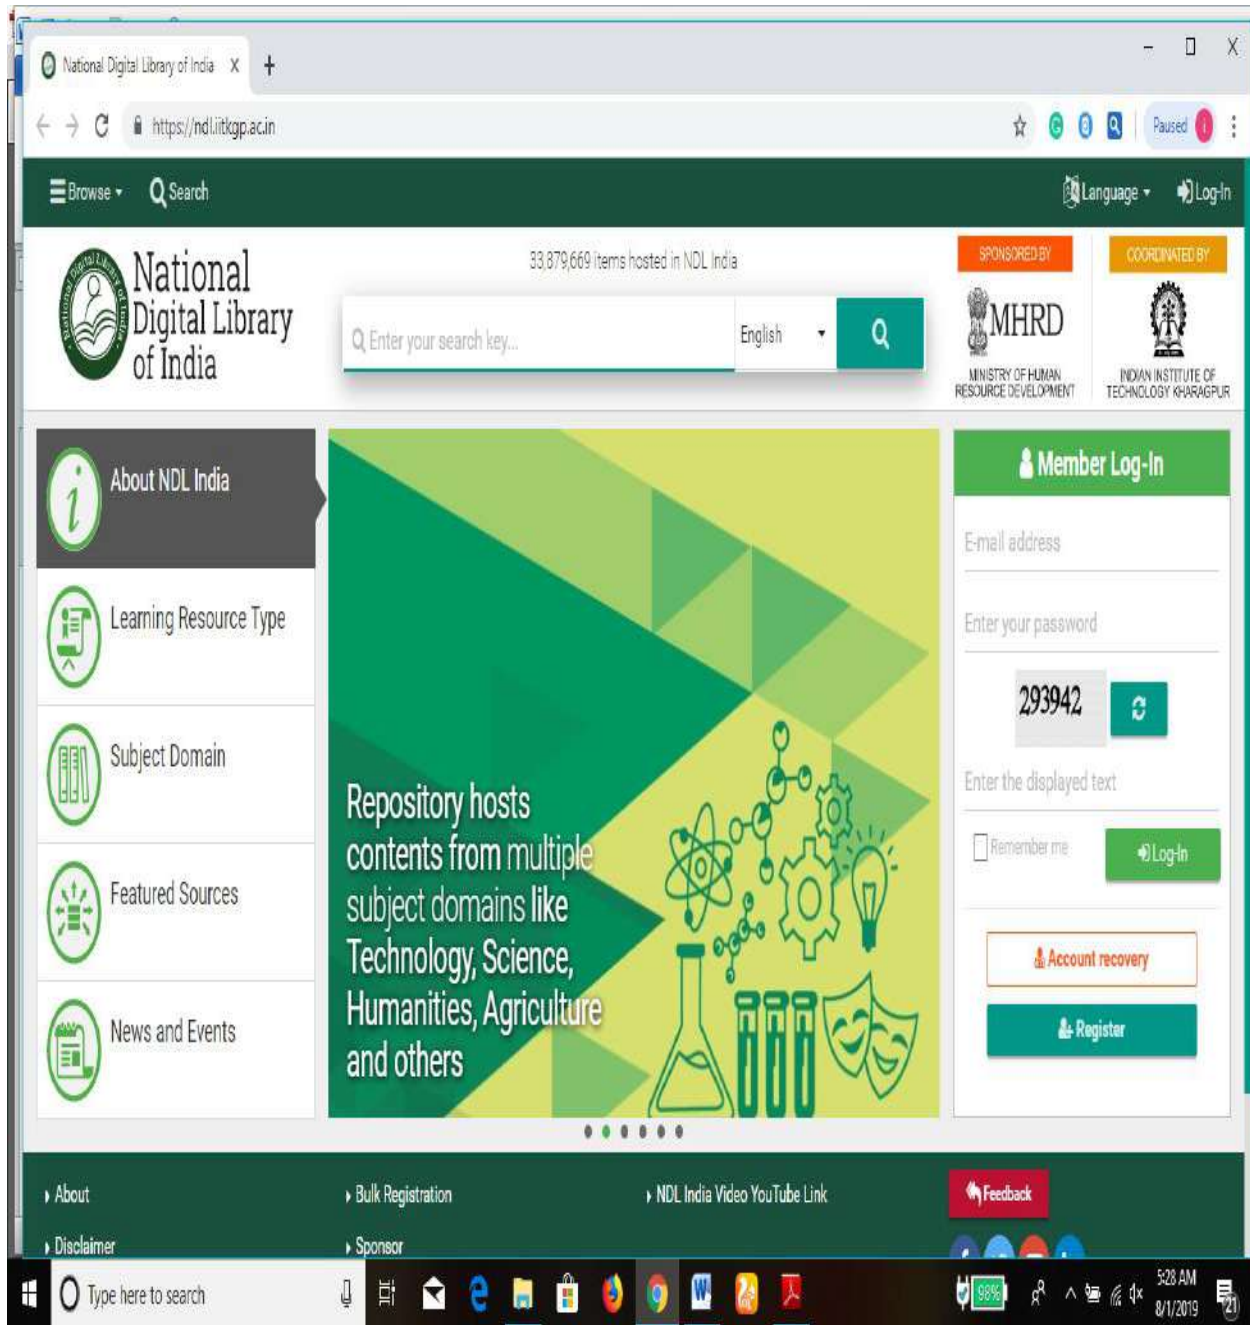 National Digital Library of India X +
https://ndl.iitkgp.ac.in
Paused
Browse
Search
Language
Log-In
National
Digital Library
of India
33,879,669 items hosted in NDL India
Enter your search key...
English
SPONSORED BY
MHRD
MINISTRY OF HUMAN
RESOURCE DEVELOPMENT
COORDINATED BY
INDIAN INSTITUTE OF
TECHNOLOGY KHARAGPUR
About NDL India
Learning Resource Type
Subject Domain
Featured Sources
News and Events
Repository hosts
contents from multiple
subject domains like
Technology, Science,
Humanities, Agriculture
and others
Member Log-In
E-mail address
Enter your password
293942
Enter the displayed text
Remember me
Log-In
Account recovery
Register
About
Bulk Registration
NDL India Video YouTube Link
Feedback
Disclaimer
Sponsor
Type here to search
98%
5:28 AM
8/1/2019
21